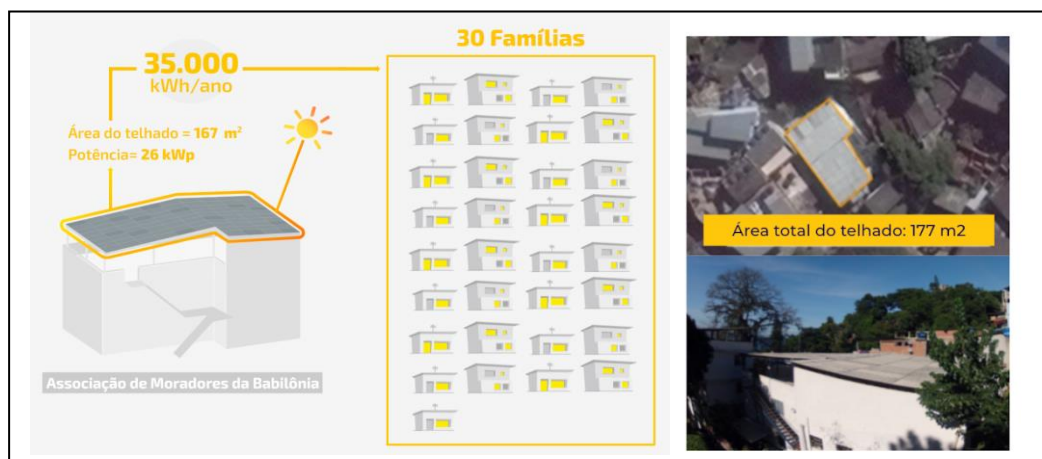 35.000
kWh/ano
Área do telhado = 167 m²
Potência= 26 kWp
Associação de Moradores da Babilônia
30 Famílias
Área total do telhado: 177 m2